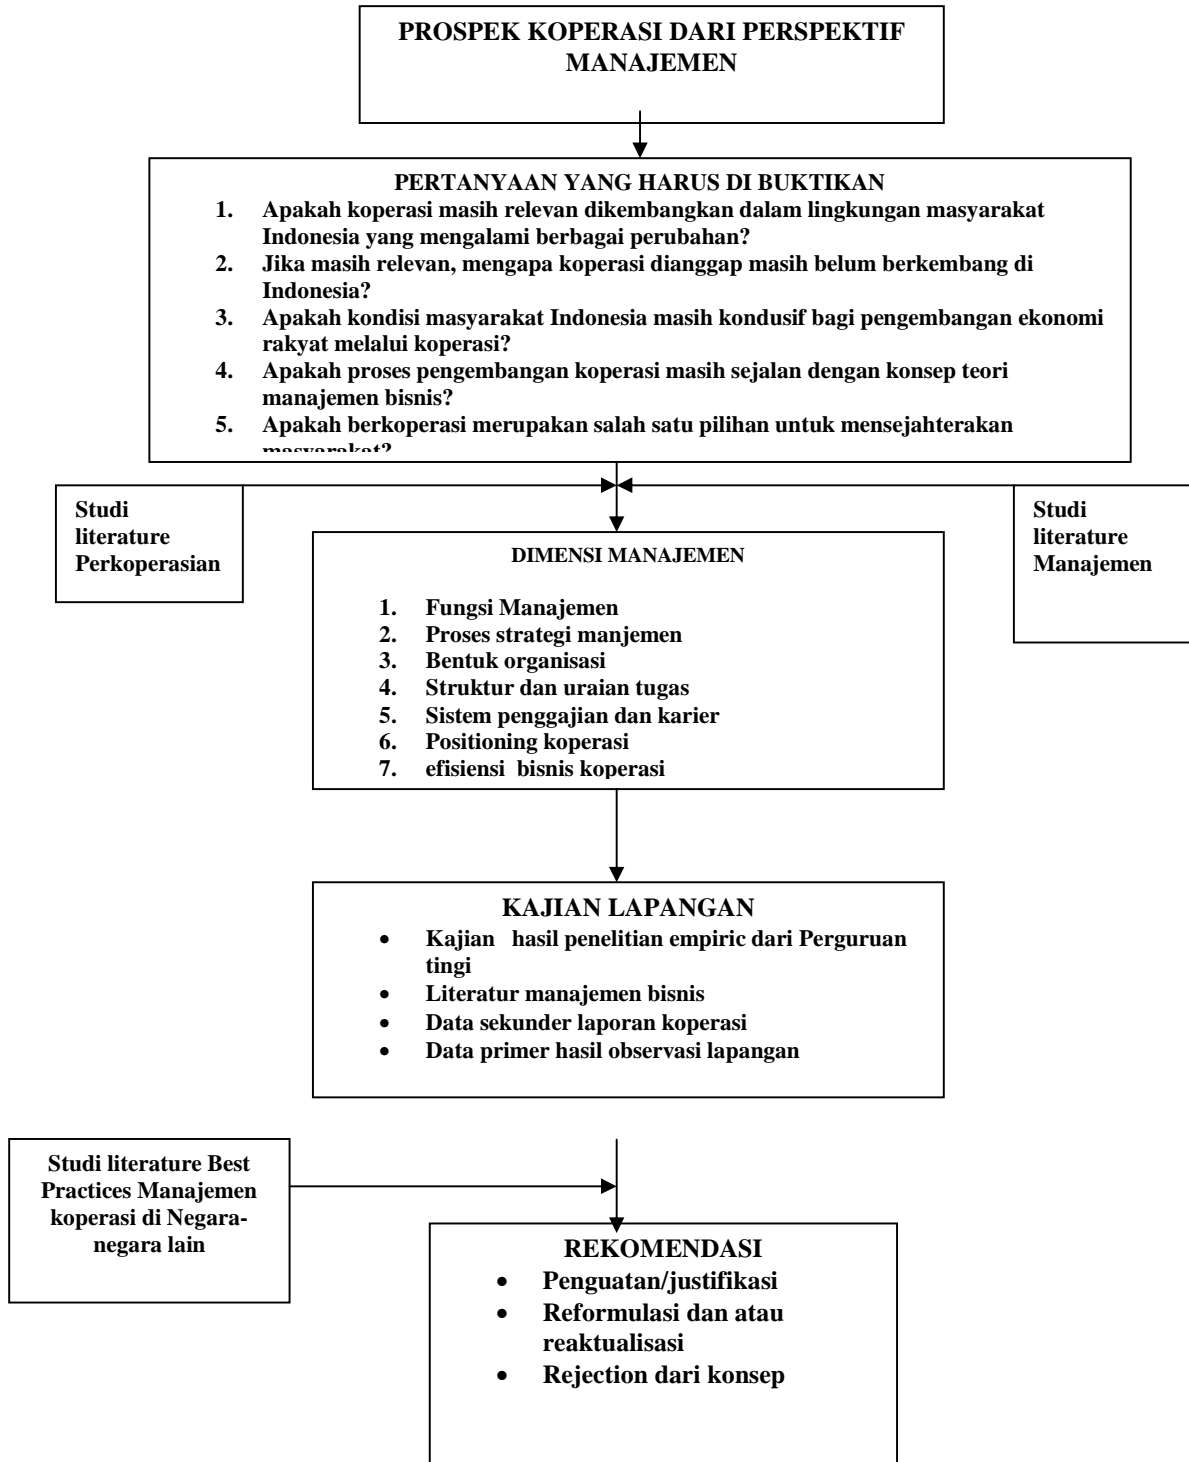 PROSPEK KOPERASI DARI PERSPEKTIF
MANAJEMEN
PERTANYAAN YANG HARUS DI BUKTIKAN
1. Apakah koperasi masih relevan dikembangkan dalam lingkungan masyarakat
Indonesia yang mengalami berbagai perubahan?
2. Jika masih relevan, mengapa koperasi dianggap masih belum berkembang di
Indonesia?
3. Apakah kondisi masyarakat Indonesia masih kondusif bagi pengembangan ekonomi
rakyat melalui koperasi?
4. Apakah proses pengembangan koperasi masih sejalan dengan konsep teori
manajemen bisnis?
5. Apakah berkoperasi merupakan salah satu pilihan untuk mensejahterakan
masyarakat?
Studi
literature
Perkoperasian
Studi
literature
Manajemen
DIMENSI MANAJEMEN
1. Fungsi Manajemen
2. Proses strategi manjemen
3. Bentuk organisasi
4. Struktur dan uraian tugas
5. Sistem penggajian dan karier
6. Positioning koperasi
7. efisiensi bisnis koperasi
KAJIAN LAPANGAN
• Kajian hasil penelitian empiric dari Perguruan
tingi
• Literatur manajemen bisnis
• Data sekunder laporan koperasi
• Data primer hasil observasi lapangan
Studi literature Best
Practices Manajemen
koperasi di Negara-
negara lain
REKOMENDASI
• Penguatan/justifikasi
• Reformulasi dan atau
reaktualisasi
• Rejection dari konsep